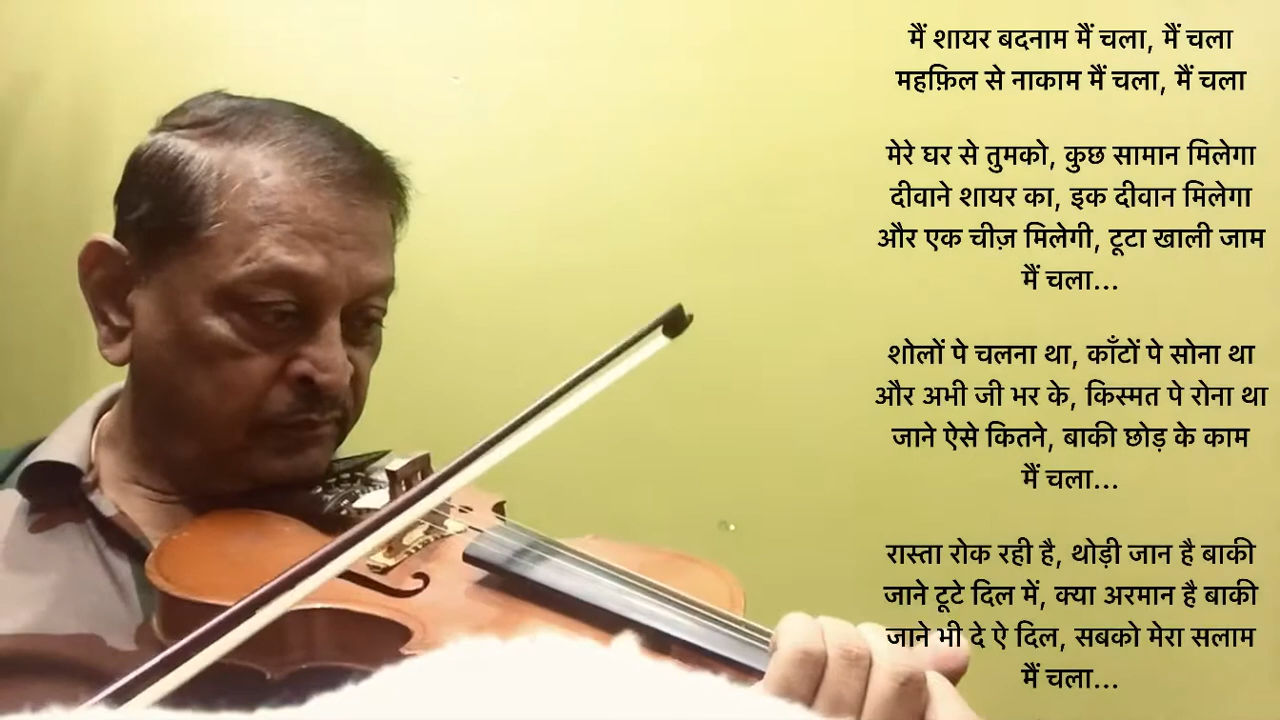 मैं शायर बदनाम मैं चला, मैं चला
महफ़िल से नाकाम मैं चला, मैं चला
मेरे घर से तुमको, कुछ सामान मिलेगा
दीवाने शायर का, इक दीवान मिलेगा
और एक चीज़ मिलेगी, टूटा खाली जाम
मैं चला...
शोलों पे चलना था, काँटों पे सोना था
और अभी जी भर के, किस्मत पे रोना था
जाने ऐसे कितने, बाकी छोड़ के काम
मैं चला...
रास्ता रोक रही है, थोड़ी जान है बाकी
जाने टूटे दिल में, क्या अरमान है बाकी
जाने भी दे ऐ दिल, सबको मेरा सलाम
मैं चला...